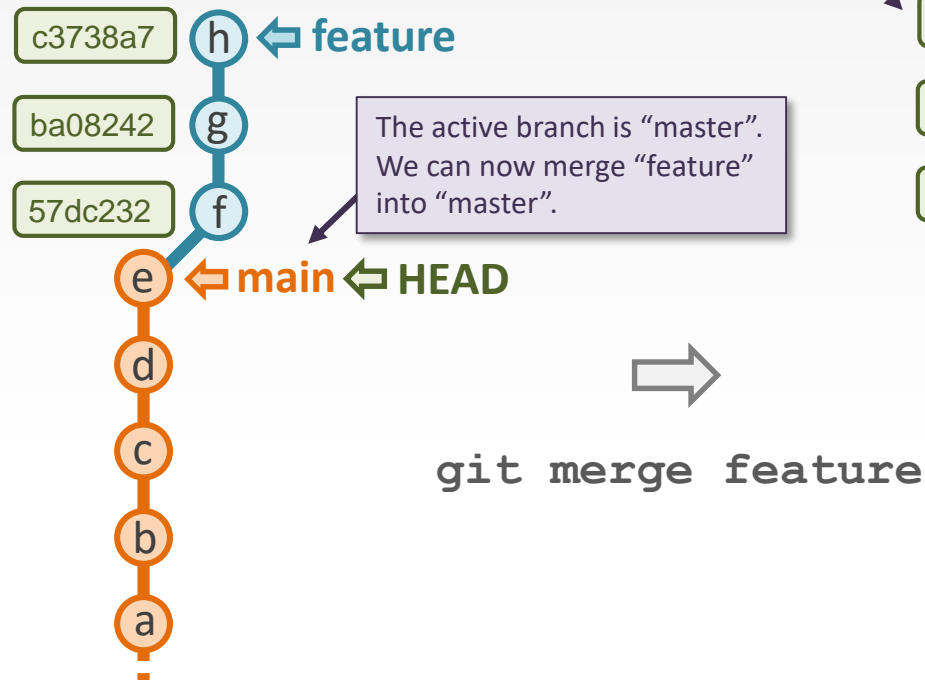 c3738a7 h feature
ba08242 g
The active branch is “master”.
We can now merge “feature”
into “master”.
57dc232 f
e main HEAD
d
c
git merge feature
b
a